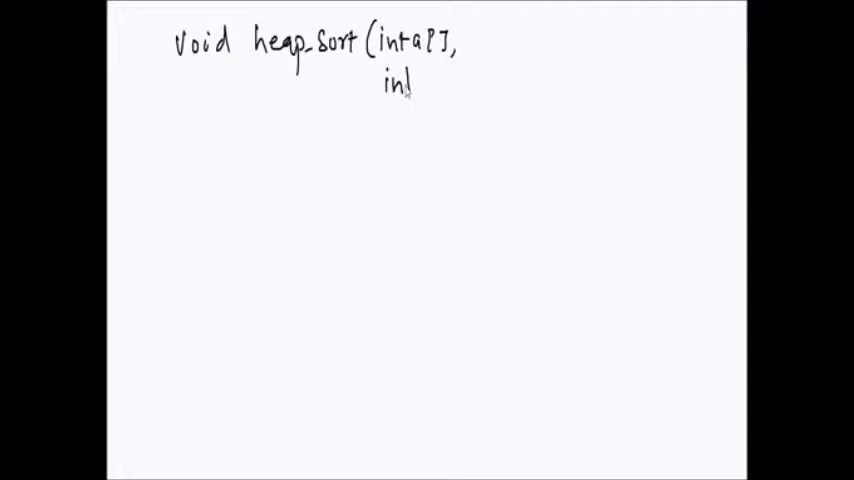 void heap_sort(int a[],
int